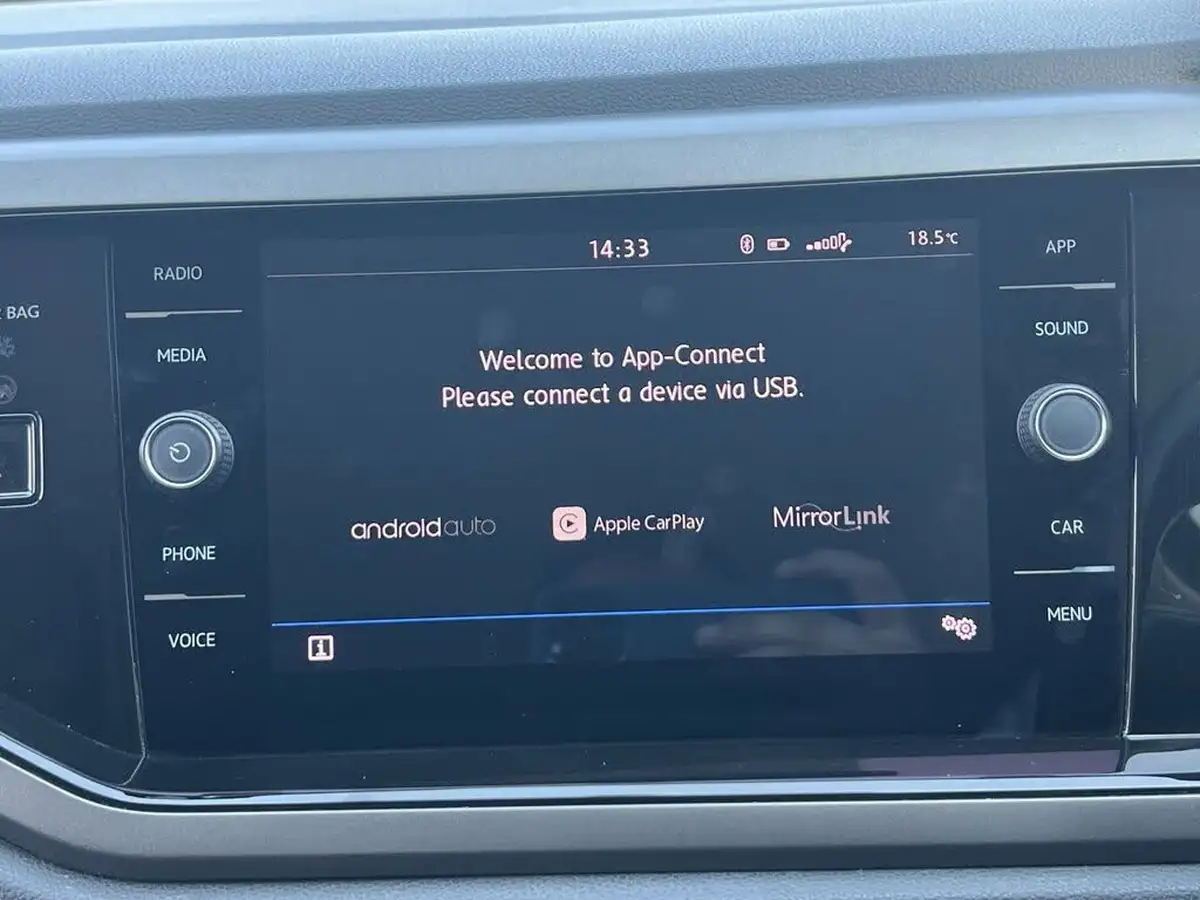 BAG
RADIO
MEDIA
PHONE
VOICE
14:33
18.5°C
Welcome to App-Connect
Please connect a device via USB.
androidauto
Apple CarPlay
MirrorLink
i
APP
SOUND
CAR
MENU